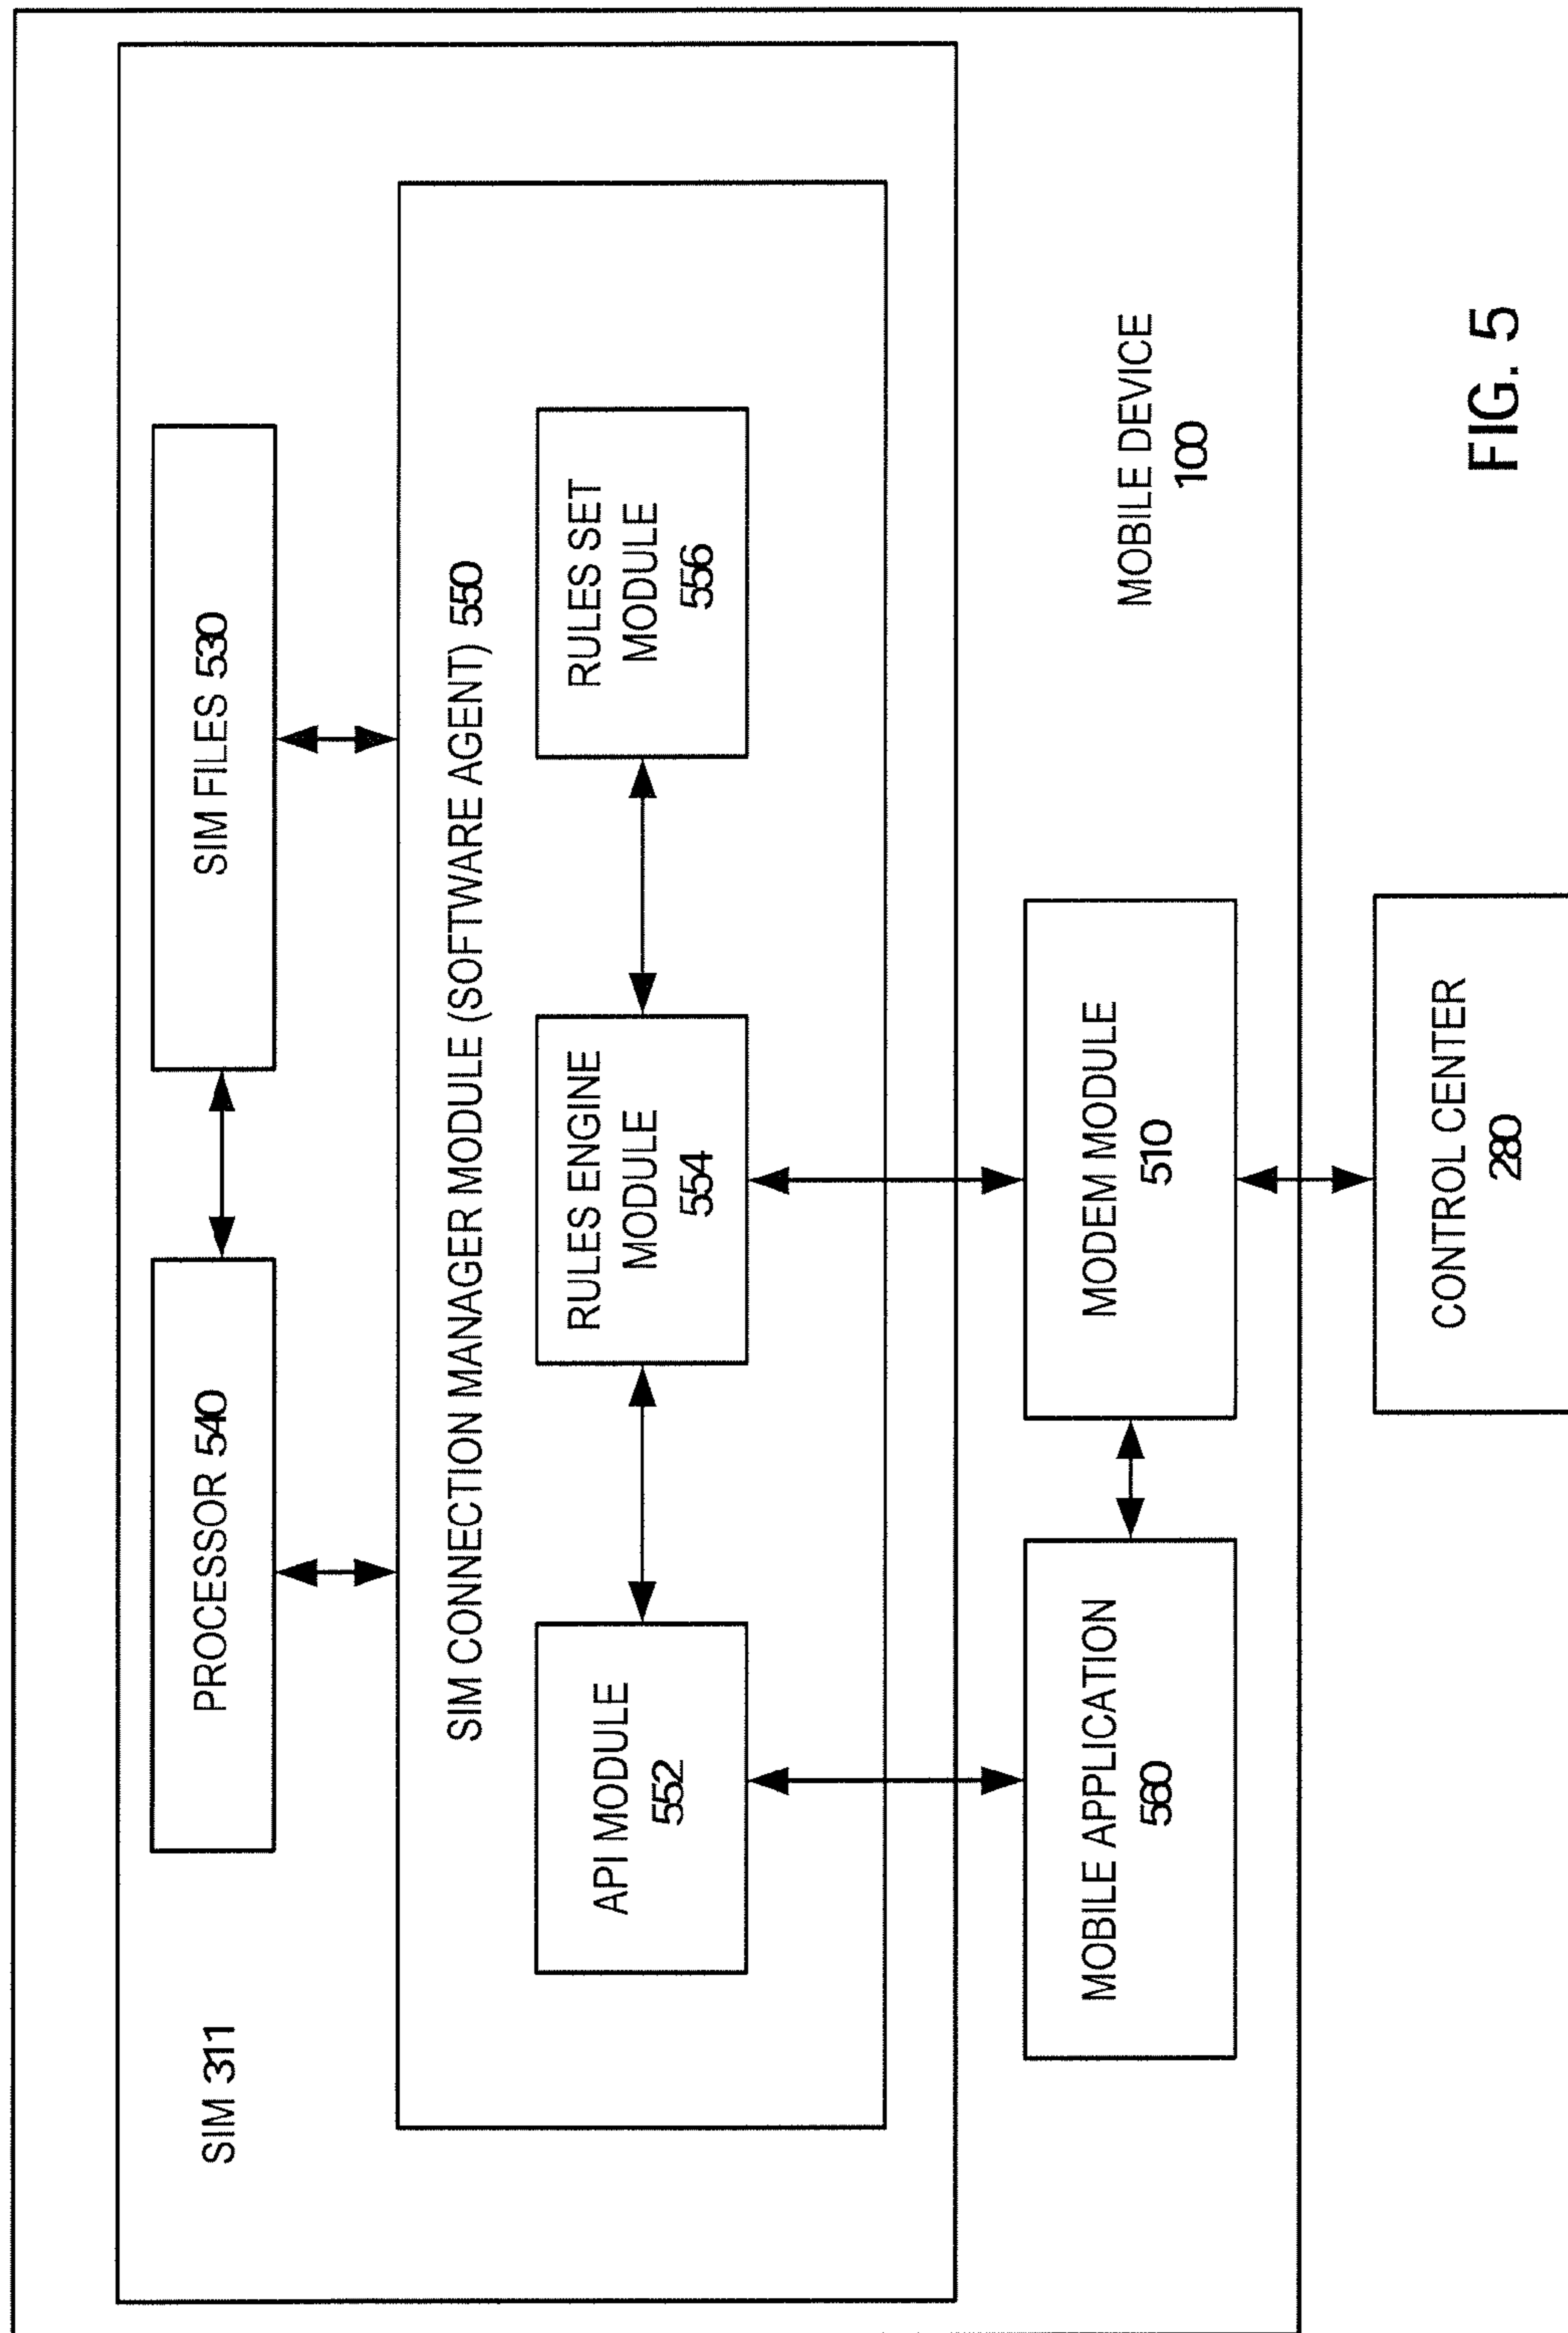 SIM 311
PROCESSOR 540
SIM FILES 530
SIM CONNECTION MANAGER MODULE (SOFTWARE AGENT) 550
API MODULE
552
RULES ENGINE
MODULE
554
RULES SET
MODULE
556
MOBILE APPLICATION
560
MODEM MODULE
510
MOBILE DEVICE
100
CONTROL CENTER
280
FIG. 5